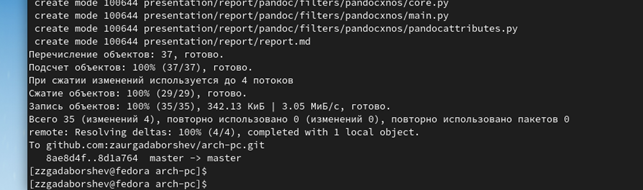 create mode 100644 presentation/report/pandoc/filters/pandocxnos/core.py
create mode 100644 presentation/report/pandoc/filters/pandocxnos/main.py
create mode 100644 presentation/report/pandoc/filters/pandocxnos/pandocattributes.py
create mode 100644 presentation/report/report.md
Перечисление объектов: 37, готово.
Подсчет объектов: 100% (37/37), готово.
При сжатии изменений используется до 4 потоков
Сжатие объектов: 100% (29/29), готово.
Запись объектов: 100% (35/35), 342.13 КиБ | 3.05 МиБ/с, готово.
Всего 35 (изменений 4), повторно использовано 0 (изменений 0), повторно использовано пакетов 0
remote: Resolving deltas: 100% (4/4), completed with 1 local object.
To github.com:zaurgadaborshev/arch-pc.git
8ae8d4f..8d1a764  master -> master
[zzgadaborshev@fedora arch-pc]$
[zzgadaborshev@fedora arch-pc]$